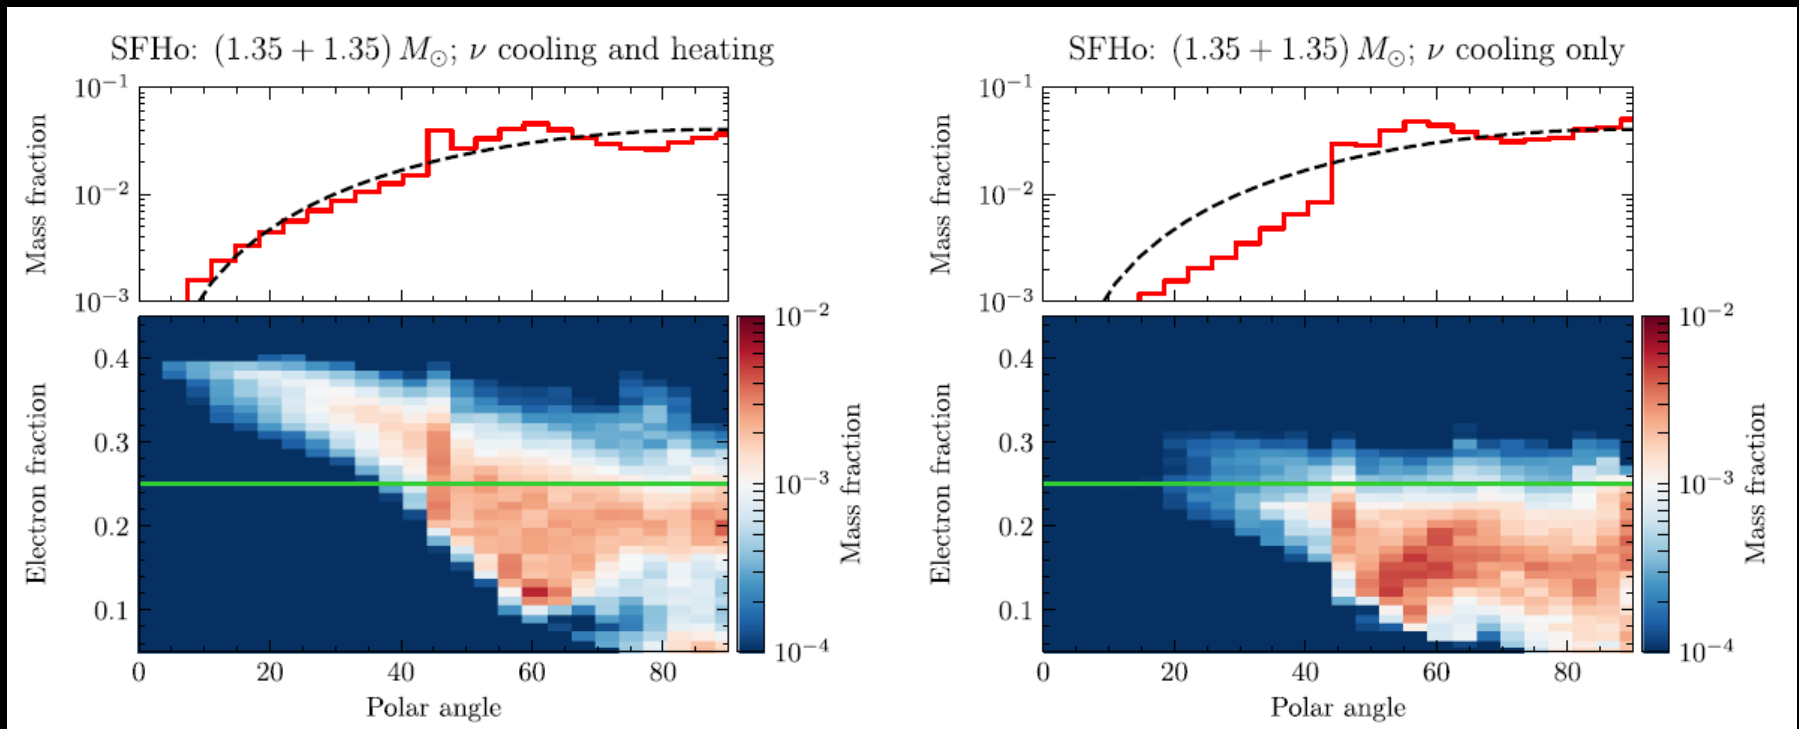 SFHo: (1.35 + 1.35) M⊙; ν cooling and heating
10⁻¹
10⁻²
10⁻³
Mass fraction
0.4
0.3
0.2
0.1
Electron fraction
0 20 40 60 80
Polar angle
10⁻²
10⁻³
10⁻⁴
Mass fraction
SFHo: (1.35 + 1.35) M⊙; ν cooling only
10⁻¹
10⁻²
10⁻³
Mass fraction
0.4
0.3
0.2
0.1
Electron fraction
0 20 40 60 80
Polar angle
10⁻²
10⁻³
10⁻⁴
Mass fraction